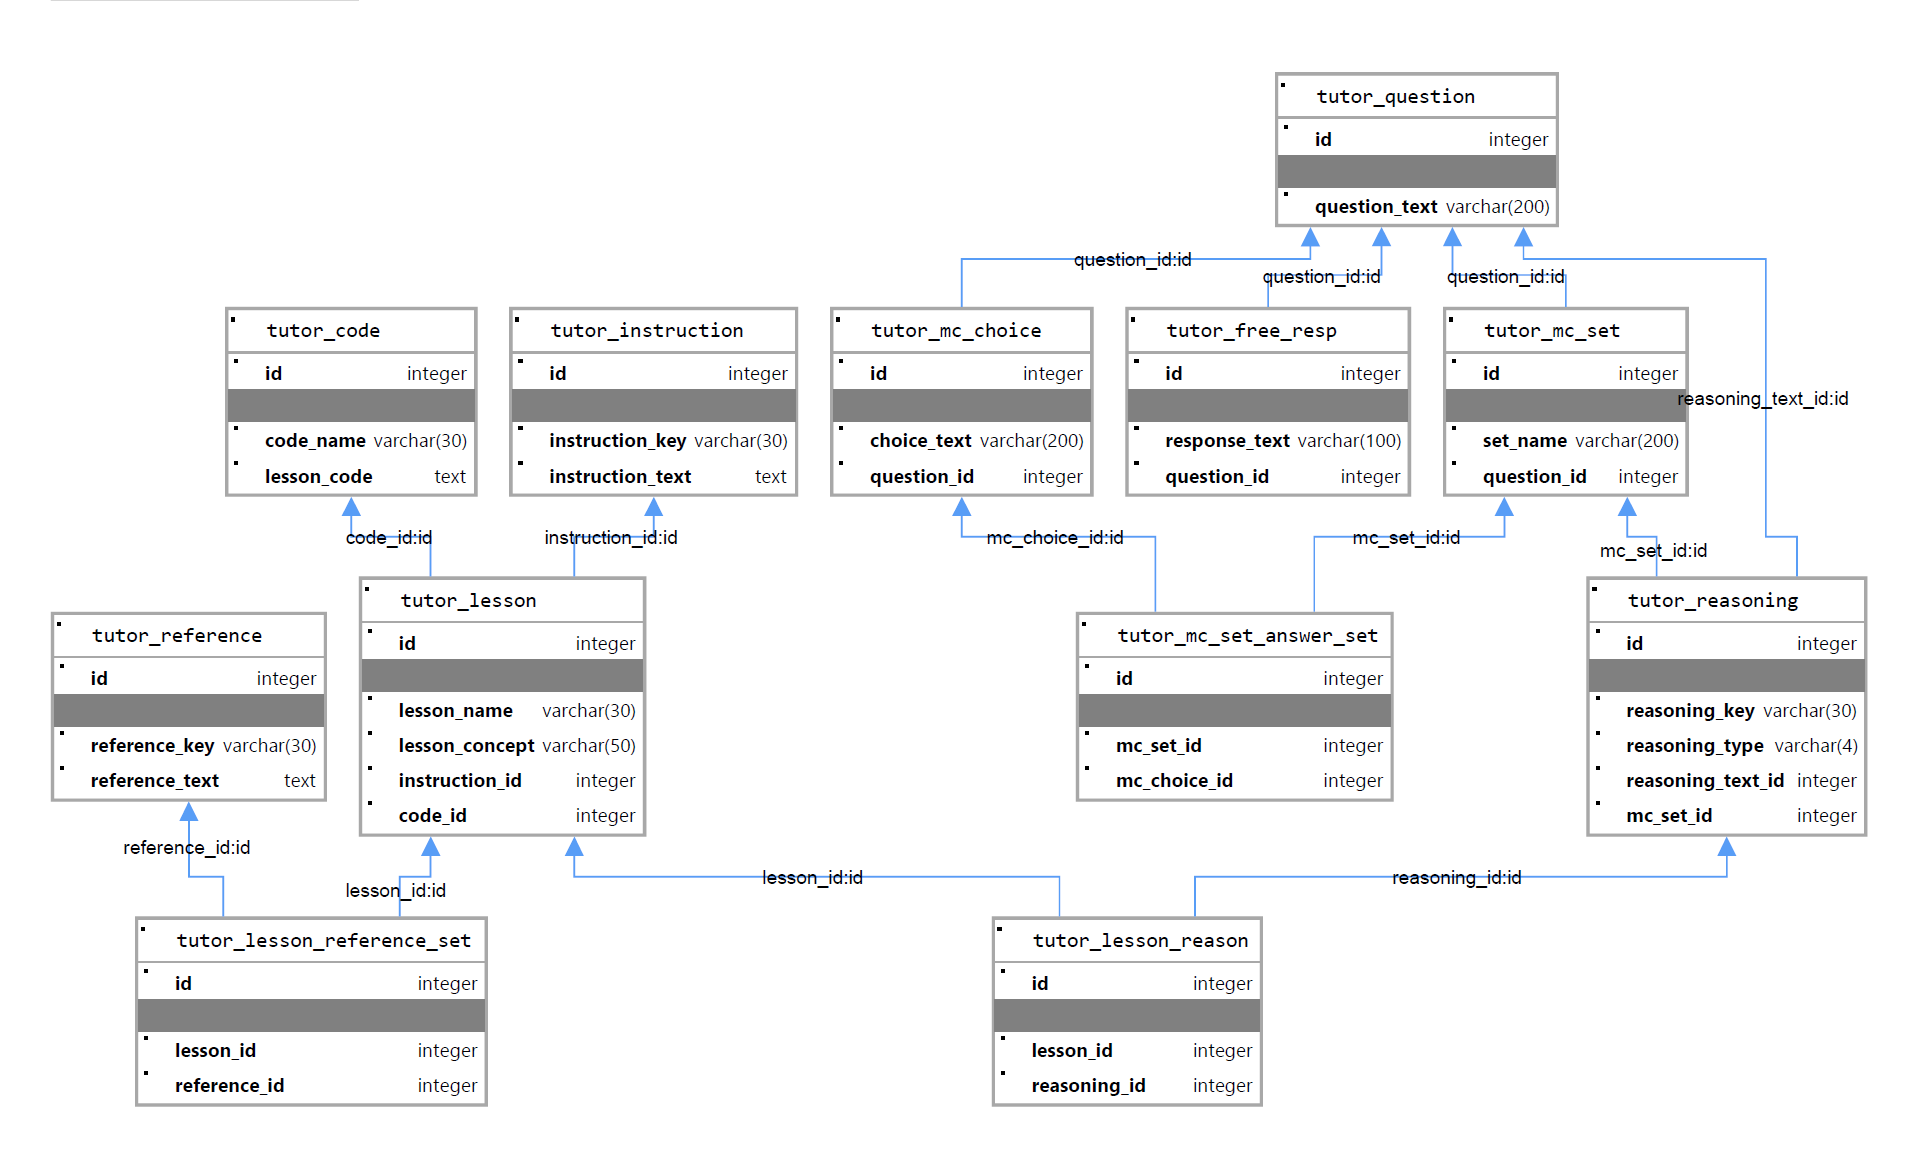 tutor_question
id integer
question_text varchar(200)
question_id:id
question_id:id
question_id:id
tutor_code
id integer
code_name varchar(30)
lesson_code text
tutor_instruction
id integer
instruction_key varchar(30)
instruction_text text
tutor_mc_choice
id integer
choice_text varchar(200)
question_id integer
tutor_free_resp
id integer
response_text varchar(100)
question_id integer
tutor_mc_set
id integer
set_name varchar(200)
question_id integer
reasoning_text_id:id
code_id:id
instruction_id:id
mc_choice_id:id
mc_set_id:id
mc_set_id:id
tutor_reference
id integer
reference_key varchar(30)
reference_text text
tutor_lesson
id integer
lesson_name varchar(30)
lesson_concept varchar(50)
instruction_id integer
code_id integer
tutor_mc_set_answer_set
id integer
mc_set_id integer
mc_choice_id integer
tutor_reasoning
id integer
reasoning_key varchar(30)
reasoning_type varchar(4)
reasoning_text_id integer
mc_set_id integer
reference_id:id
lesson_id:id
lesson_id:id
reasoning_id:id
tutor_lesson_reference_set
id integer
lesson_id integer
reference_id integer
tutor_lesson_reason
id integer
lesson_id integer
reasoning_id integer